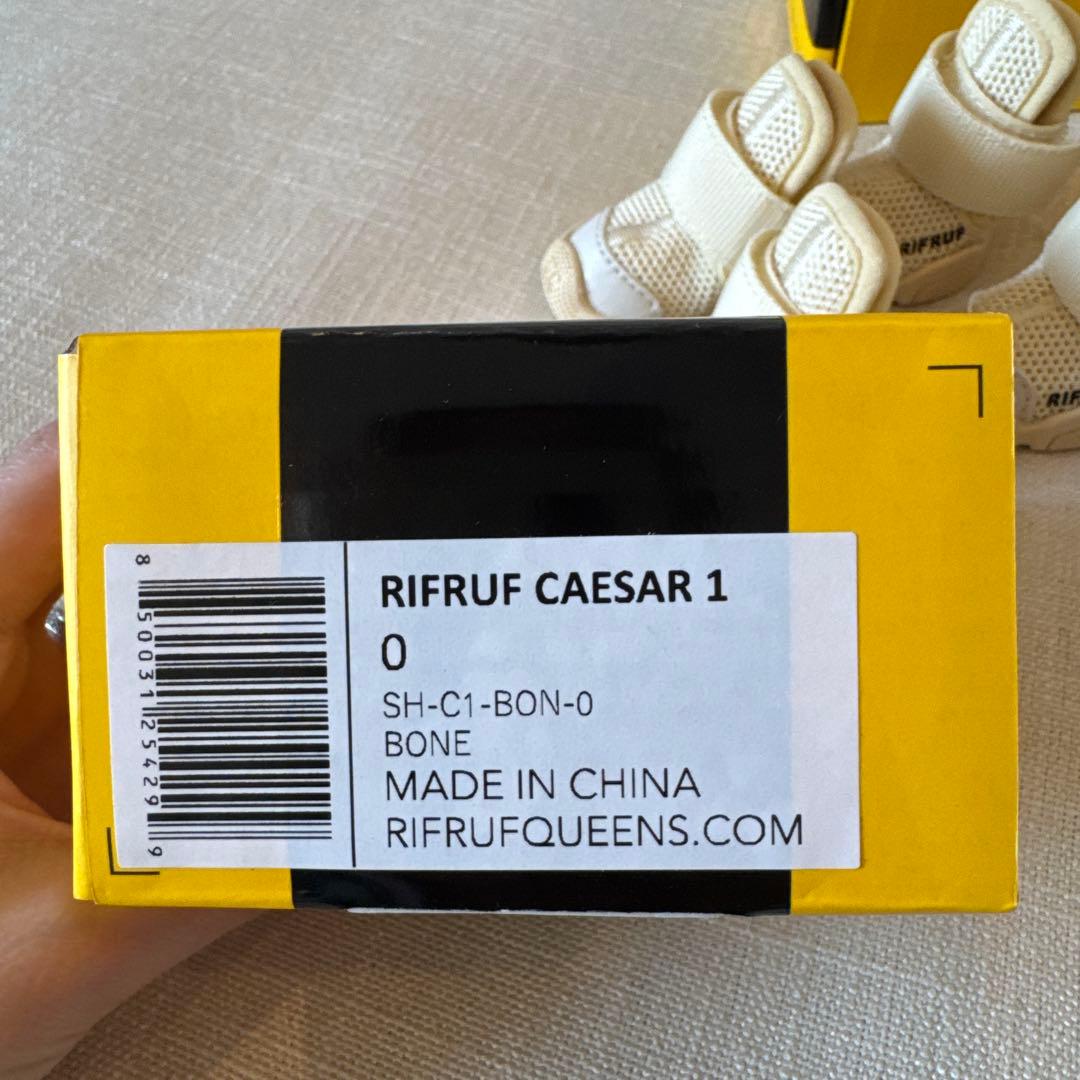 RIFRUF
RIF
8 50031 25429 9
RIFRUF CAESAR 1
0
SH-C1-BON-0
BONE
MADE IN CHINA
RIFRUFQUEENS.COM